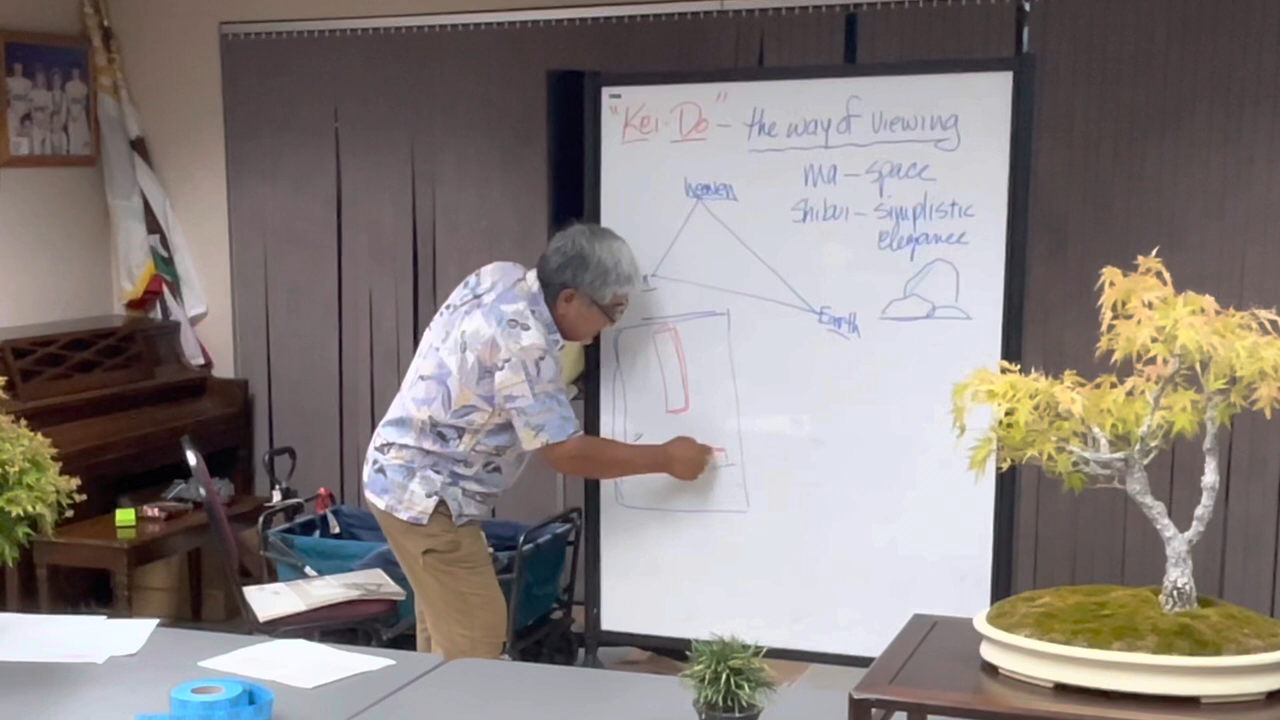 "Kei-Do" - the way of viewing
ma - space
Shibui - simplistic
elegance
heaven
Earth